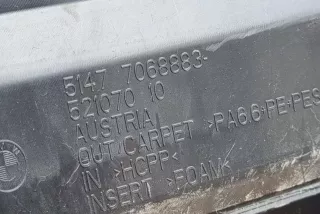 5147 7068883-
521070 10
AUSTRIA
OUT/CARPET >PA6.6+PE+PES
IN >HCPP<
INSERT >FOAM<